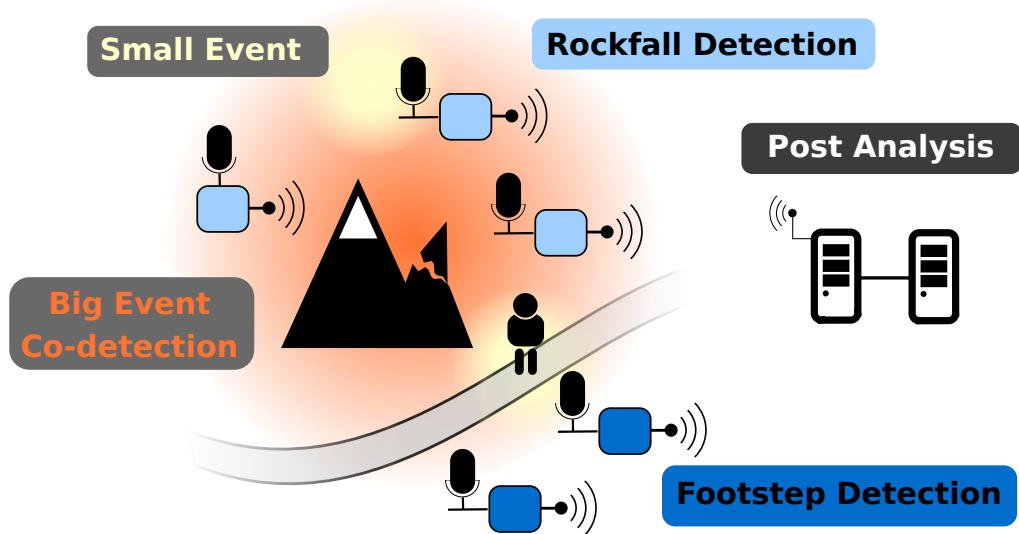 Small Event
Rockfall Detection
Post Analysis
Big Event
Co-detection
Footstep Detection